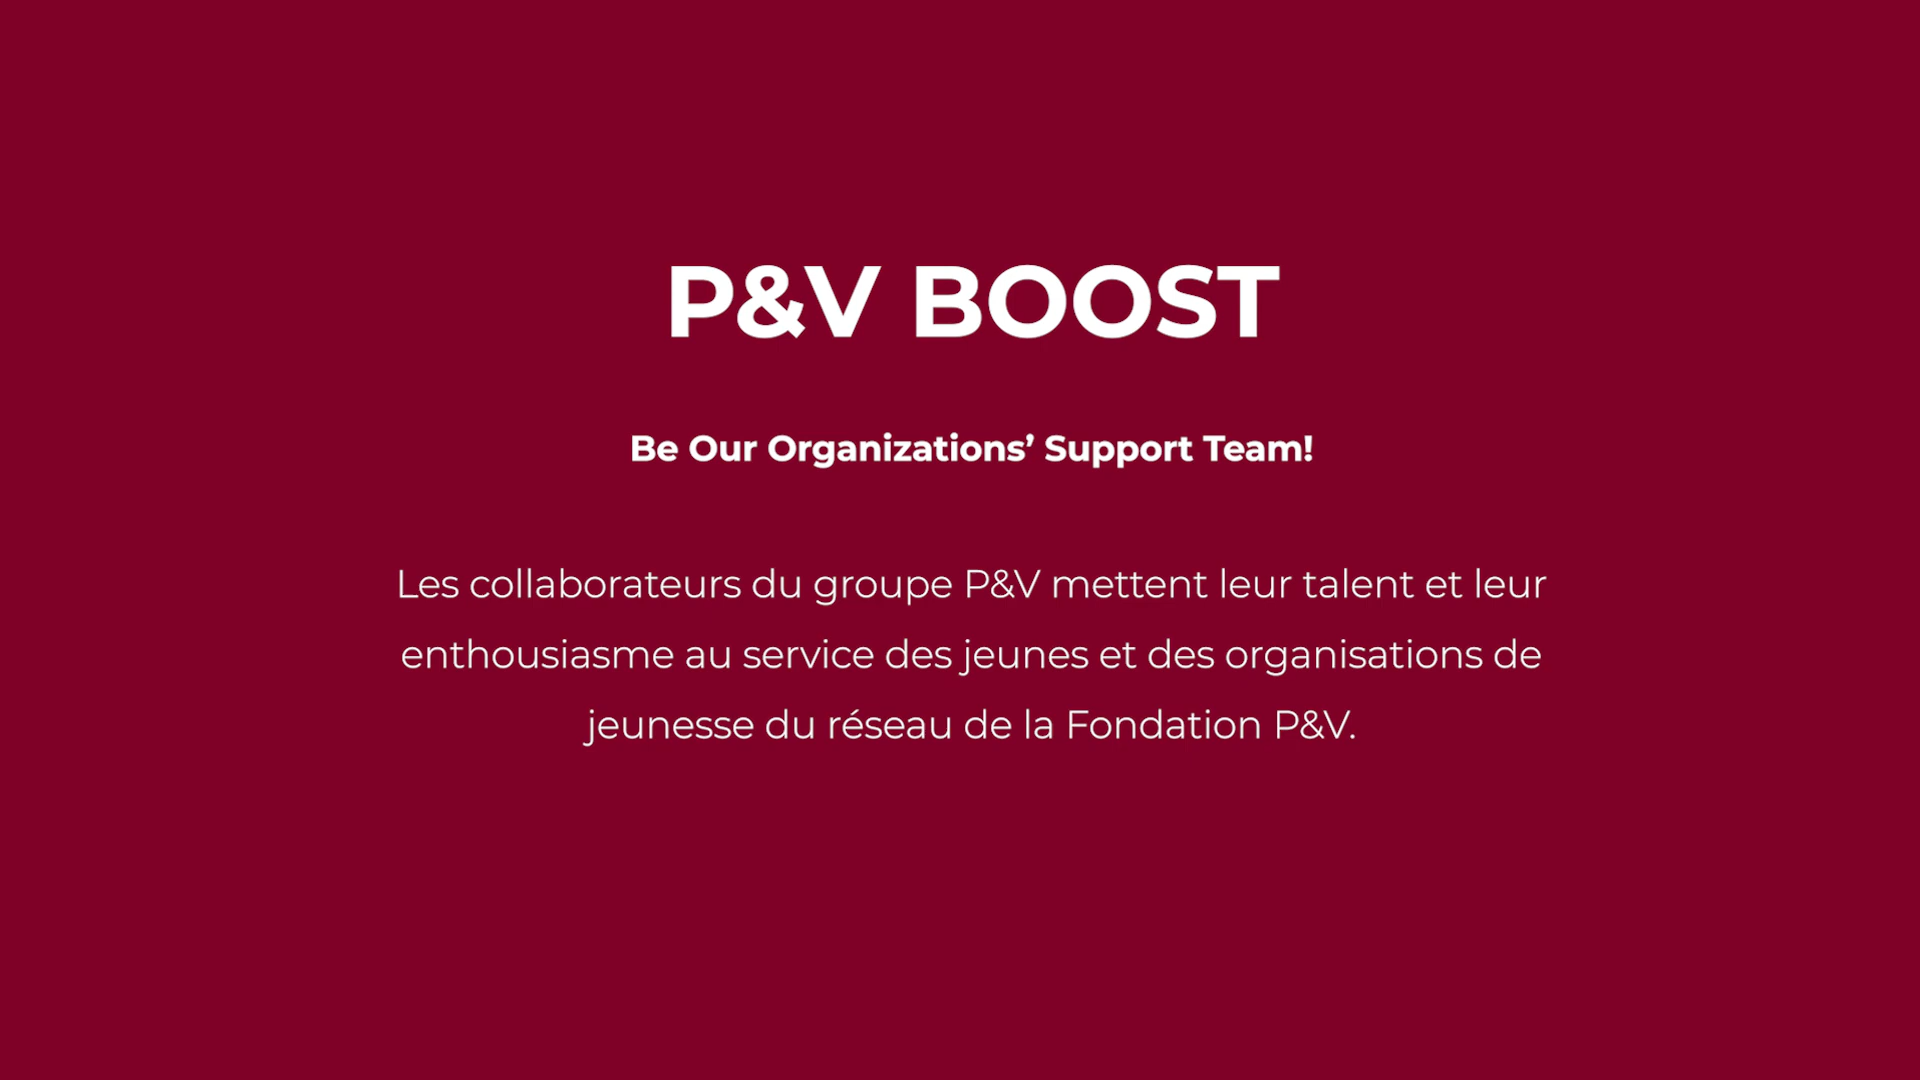 P&V BOOST
Be Our Organizations’ Support Team!
Les collaborateurs du groupe P&V mettent leur talent et leur
enthousiasme au service des jeunes et des organisations de
jeunesse du réseau de la Fondation P&V.